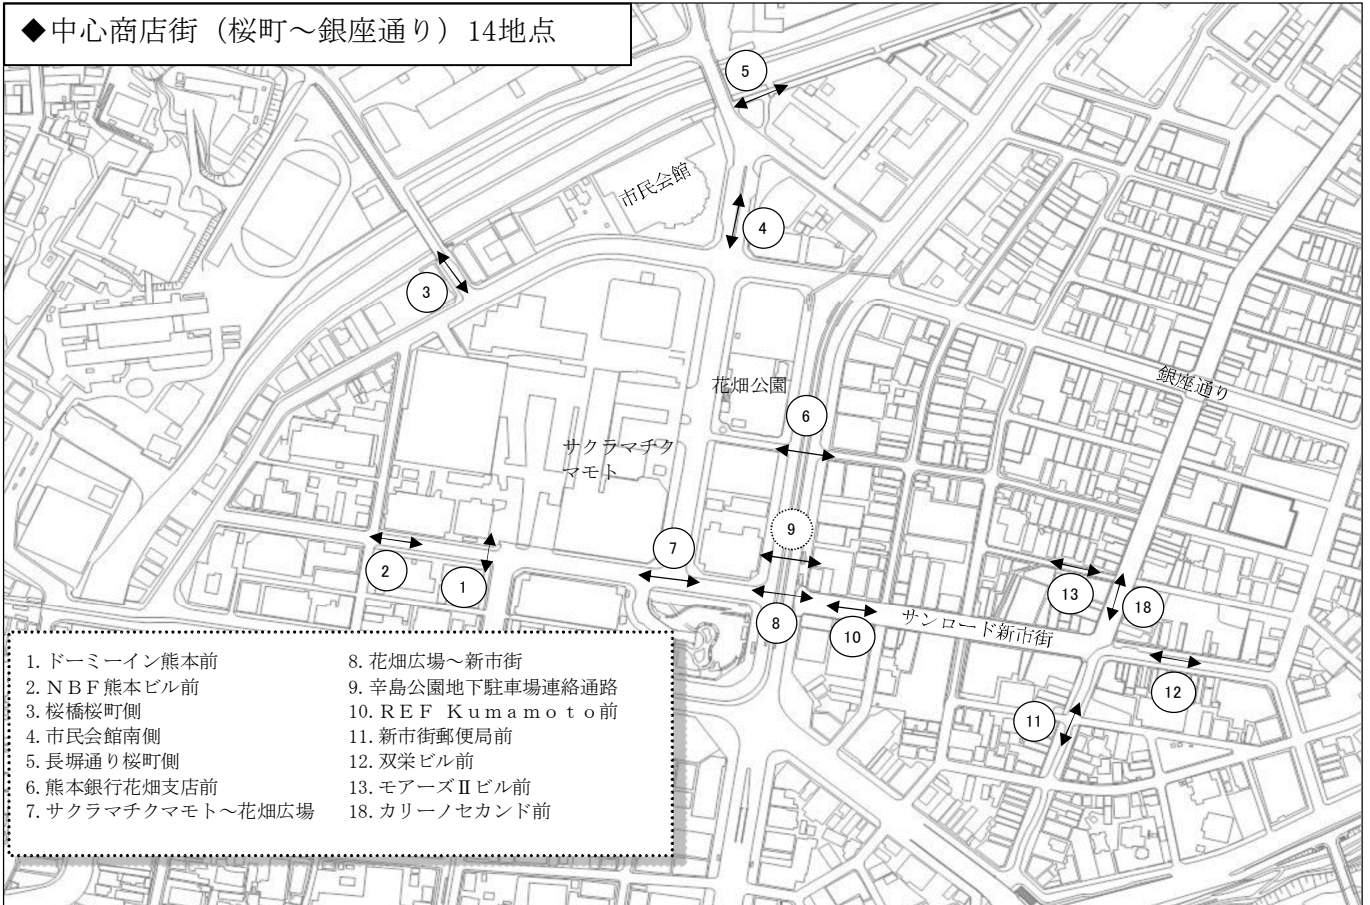 ◆中心商店街（桜町～銀座通り）14地点
5
市民会館
4
3
花畑公園
銀座通り
6
サクラマチク
マモト
9
7
2
1
13
18
8
10
サンロード新市街
12
11
1. ドーミーイン熊本前
2. ＮＢＦ熊本ビル前
3. 桜橋桜町側
4. 市民会館南側
5. 長塀通り桜町側
6. 熊本銀行花畑支店前
7. サクラマチクマモト～花畑広場
8. 花畑広場～新市街
9. 辛島公園地下駐車場連絡通路
10. ＲＥＦ Ｋｕｍａｍｏｔｏ前
11. 新市街郵便局前
12. 双栄ビル前
13. モアーズⅡビル前
18. カリーノセカンド前